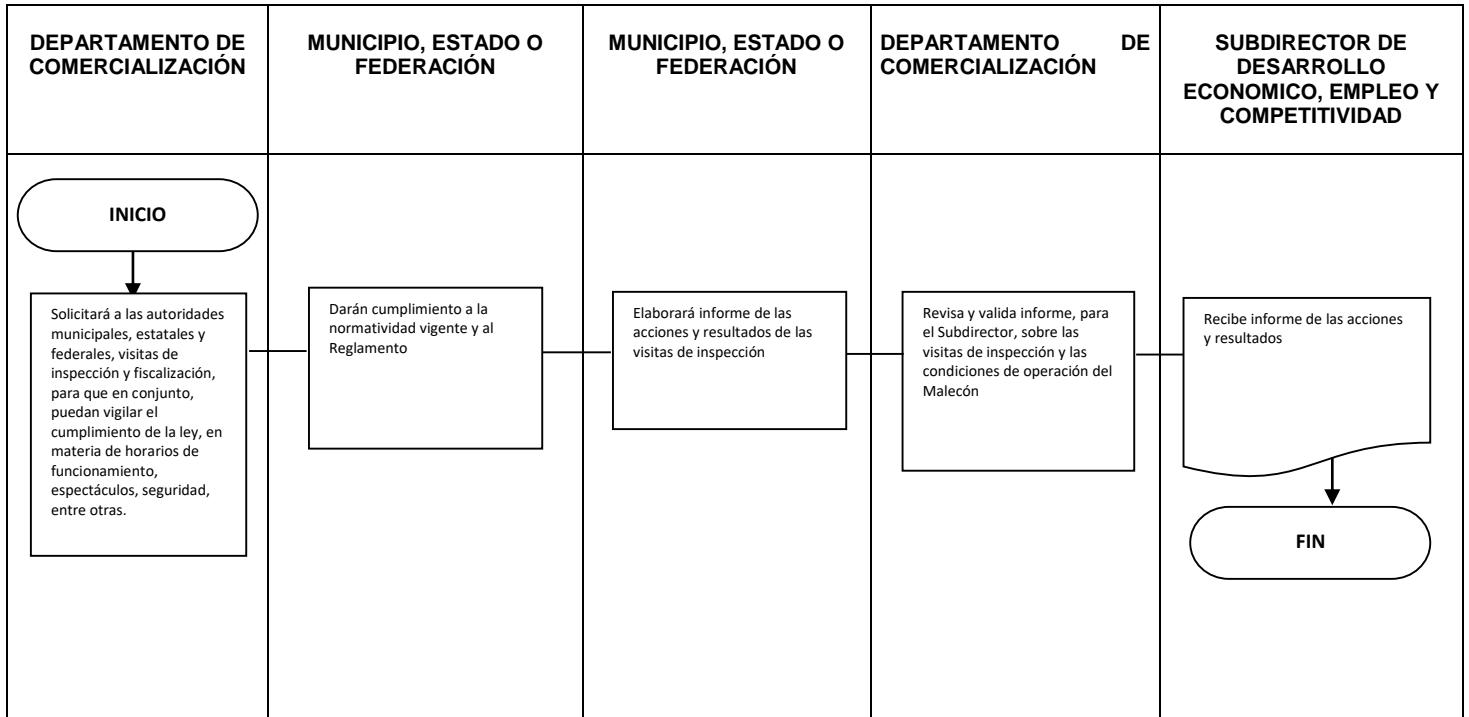 DEPARTAMENTO DE
COMERCIALIZACIÓN
MUNICIPIO, ESTADO O
FEDERACIÓN
MUNICIPIO, ESTADO O
FEDERACIÓN
DEPARTAMENTO DE
COMERCIALIZACIÓN
SUBDIRECTOR DE
DESARROLLO
ECONOMICO, EMPLEO Y
COMPETITIVIDAD
INICIO
Solicitará a las autoridades
municipales, estatales y
federales, visitas de
inspección y fiscalización,
para que en conjunto,
puedan vigilar el
cumplimiento de la ley, en
materia de horarios de
funcionamiento,
espectáculos, seguridad,
entre otras.
Darán cumplimiento a la
normatividad vigente y al
Reglamento
Elaborará informe de las
acciones y resultados de las
visitas de inspección
Revisa y valida informe, para
el Subdirector, sobre las
visitas de inspección y las
condiciones de operación del
Malecón
Recibe informe de las acciones
y resultados
FIN